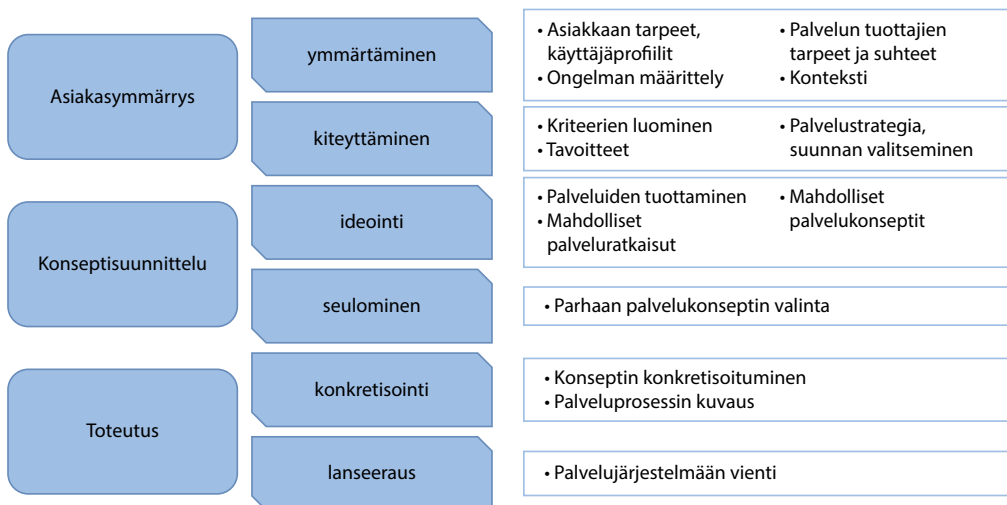 Asiakasymmärrys
ymmärtäminen
• Asiakkaan tarpeet,
käyttäjäprofiilit
• Ongelman määrittely
• Palvelun tuottajien
tarpeet ja suhteet
• Konteksti
kiteyttäminen
• Kriteerien luominen
• Tavoitteet
• Palvelustrategia,
suunnan valitseminen
Konseptisuunnittelu
ideointi
• Palveluiden tuottaminen
• Mahdolliset
palveluratkaisut
• Mahdolliset
palvelukonseptit
seulominen
• Parhaan palvelukonseptin valinta
Toteutus
konkretisointi
• Konseptin konkretisoituminen
• Palveluprosessin kuvaus
lanseeraus
• Palvelujärjestelmään vienti